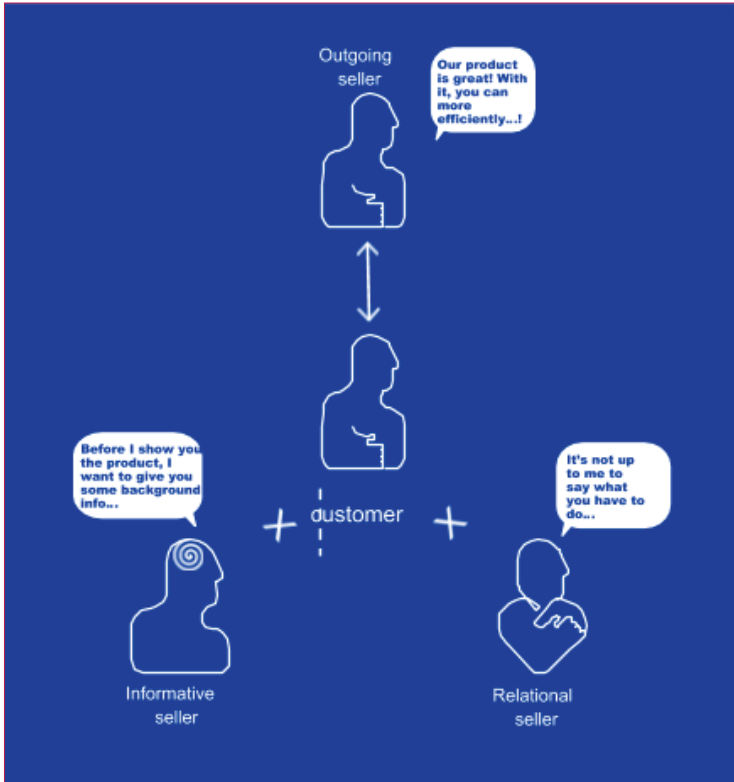 Outgoing
seller
Our product
is great! With
it, you can
more
efficiently...!
Before I show you
the product, I
want to give you
some background
info...
It's not up
to me to
say what
you have to
do...
customer
Informative
seller
Relational
seller